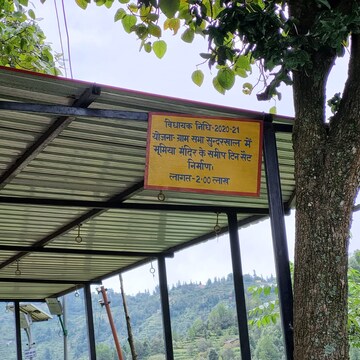 विधायक निधि-2020-21
योजना- ग्राम सभा सुन्दरखाल में
भूमिया मंदिर के समीप टिन सैट
निर्माण।
लागत-2.00 लाख